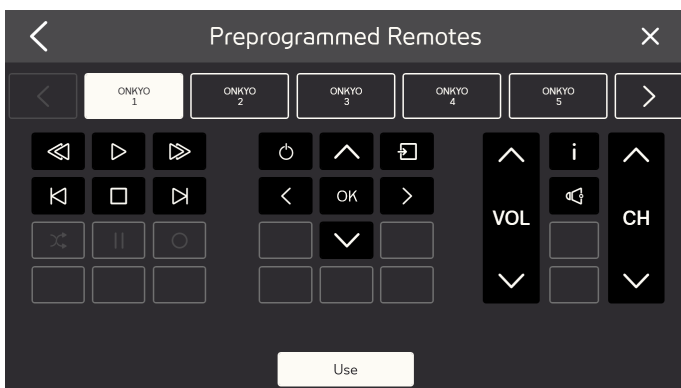 Preprogrammed Remotes
ONKYO
1
ONKYO
2
ONKYO
3
ONKYO
4
ONKYO
5
i
OK
VOL
CH
Use